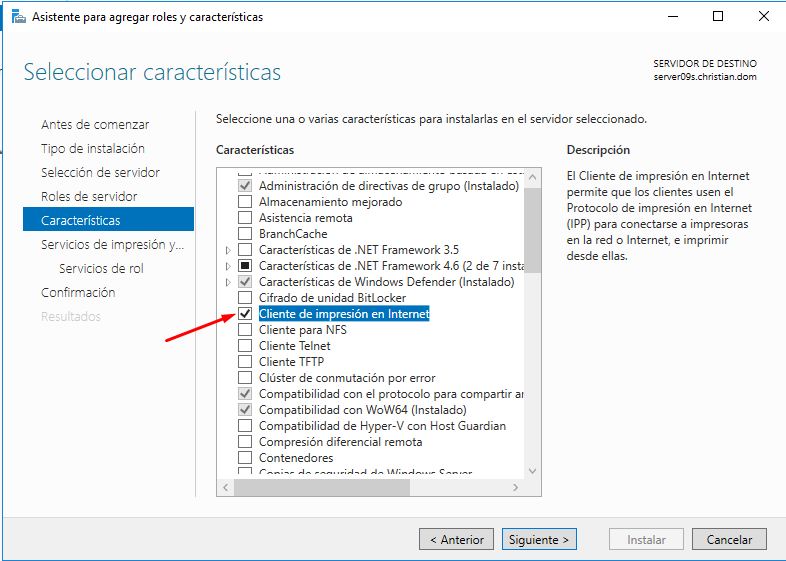 Asistente para agregar roles y características
Seleccionar características
SERVIDOR DE DESTINO
server09s.christian.dom
Antes de comenzar
Tipo de instalación
Selección de servidor
Roles de servidor
Características
Servicios de impresión y...
Servicios de rol
Confirmación
Resultados
Seleccione una o varias características para instalarlas en el servidor seleccionado.
Características
Administración de directivas de grupo (Instalado)
Almacenamiento mejorado
Asistencia remota
BranchCache
Características de .NET Framework 3.5
Características de .NET Framework 4.6 (2 de 7 insta
Características de Windows Defender (Instalado)
Cifrado de unidad BitLocker
Cliente de impresión en Internet
Cliente para NFS
Cliente Telnet
Cliente TFTP
Clúster de conmutación por error
Compatibilidad con el protocolo para compartir ar
Compatibilidad con WoW64 (Instalado)
Compatibilidad de Hyper-V con Host Guardian
Compresión diferencial remota
Contenedores
Copias de seguridad de Windows Server
Descripción
El Cliente de impresión en Internet
permite que los clientes usen el
Protocolo de impresión en Internet
(IPP) para conectarse a impresoras
en la red o Internet, e imprimir
desde ellas.
< Anterior
Siguiente >
Instalar
Cancelar